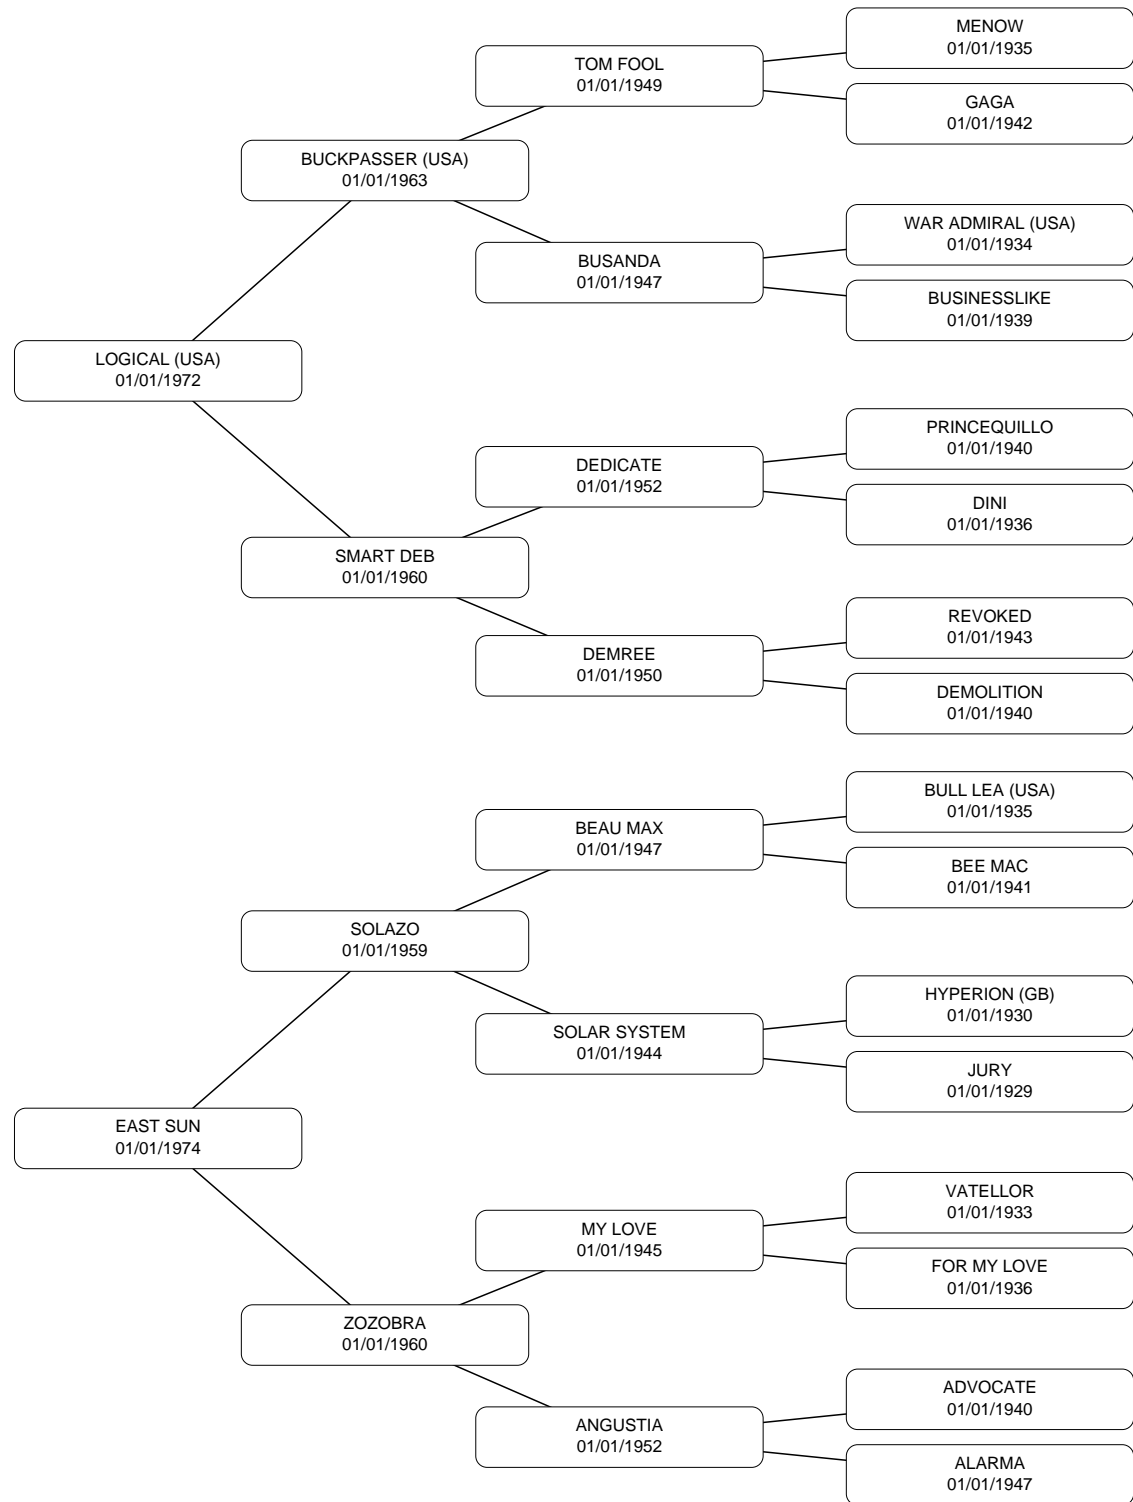 MENOW
01/01/1935
TOM FOOL
01/01/1949
GAGA
01/01/1942
BUCKPASSER (USA)
01/01/1963
WAR ADMIRAL (USA)
01/01/1934
BUSANDA
01/01/1947
BUSINESSLIKE
01/01/1939
LOGICAL (USA)
01/01/1972
PRINCEQUILLO
01/01/1940
DEDICATE
01/01/1952
DINI
01/01/1936
SMART DEB
01/01/1960
REVOKED
01/01/1943
DEMREE
01/01/1950
DEMOLITION
01/01/1940
BULL LEA (USA)
01/01/1935
BEAU MAX
01/01/1947
BEE MAC
01/01/1941
SOLAZO
01/01/1959
HYPERION (GB)
01/01/1930
SOLAR SYSTEM
01/01/1944
JURY
01/01/1929
EAST SUN
01/01/1974
VATELLOR
01/01/1933
MY LOVE
01/01/1945
FOR MY LOVE
01/01/1936
ZOZOBRA
01/01/1960
ADVOCATE
01/01/1940
ANGUSTIA
01/01/1952
ALARMA
01/01/1947